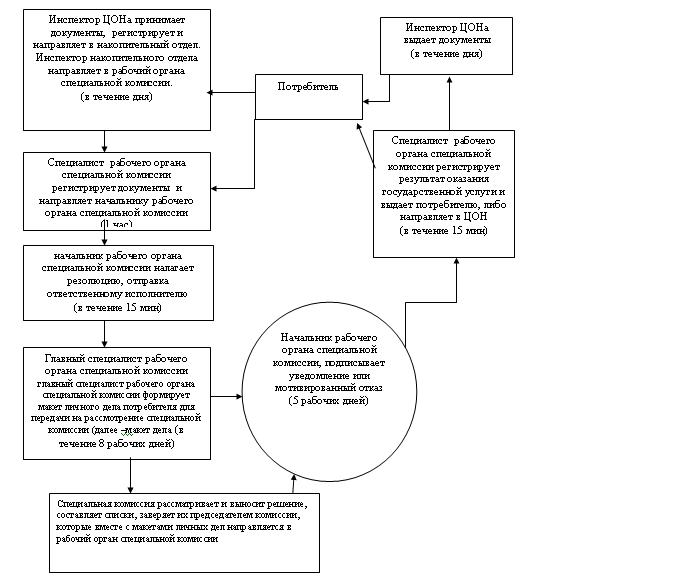 Инспектор ЦОНа принимает
документы, регистрирует и
направляет в накопительный отдел.
Инспектор накопительного отдела
направляет в рабочий органа
специальной комиссии.
(в течение дня)
Инспектор ЦОНа
выдает документы
(в течение дня)
Потребитель
Специалист рабочего органа
специальной комиссии
регистрирует документы и
направляет начальнику рабочего
органа специальной комиссии
(1 час)
Специалист рабочего
органа специальной
комиссии регистрирует
результат оказания
государственной услуги и
выдает потребителю, либо
направляет в ЦОН
(в течение 15 мин)
начальник рабочего органа
специальной комиссии налагает
резолюцию, отправка
ответственному исполнителю
(в течение 15 мин)
Главный специалист рабочего
органа специальной комиссии
главный специалист рабочего органа
специальной комиссии формирует
макет личного дела потребителя для
передачи на рассмотрение специальной
комиссии (далее –макет дела (в
течение 8 рабочих дней)
Начальник рабочего
органа специальной
комиссии, подписывает
уведомление или
мотивированный отказ
(5 рабочих дней)
Специальная комиссия рассматривает и выносит решение,
составляет списки, заверяет их председателем комиссии,
которые вместе с макетами личных дел направляется в
рабочий орган специальной комиссии